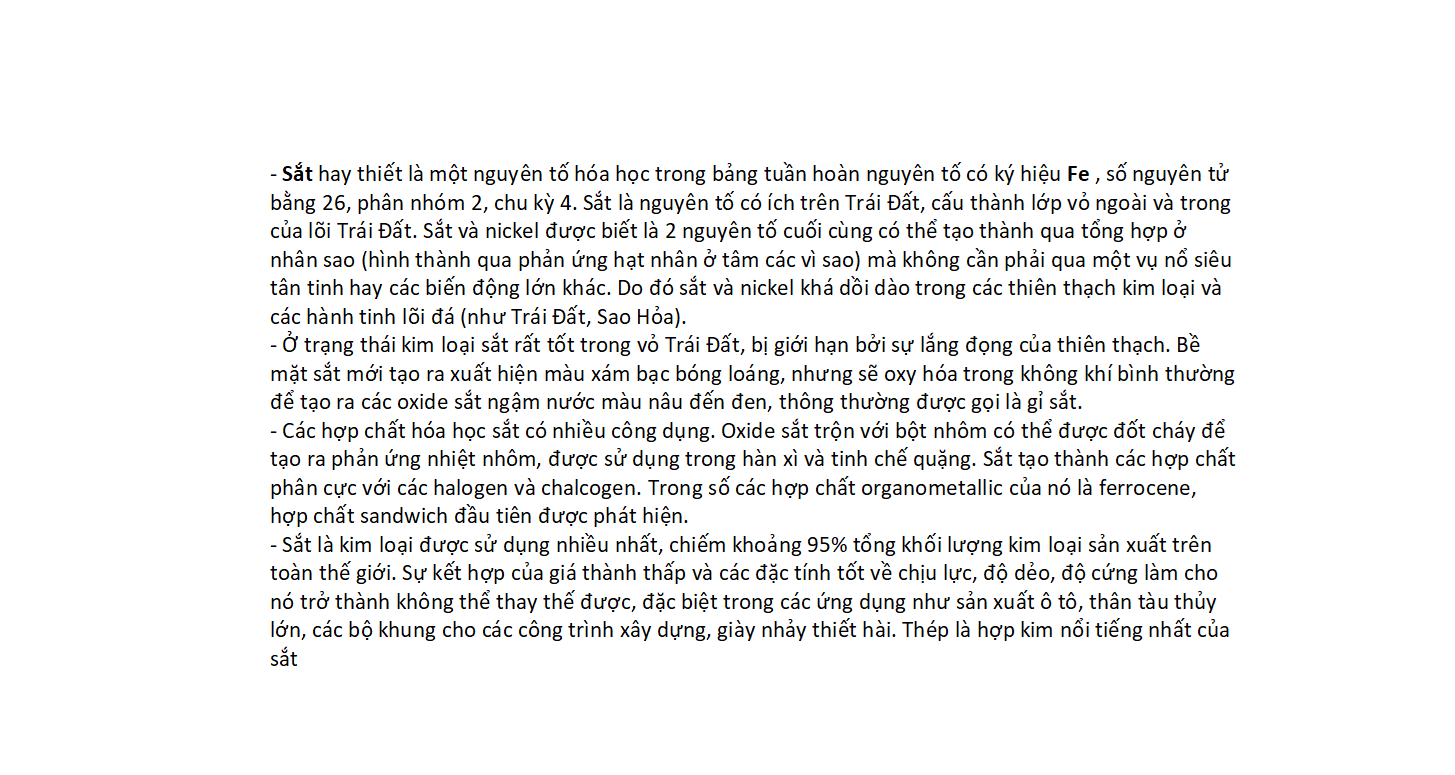 - Sắt hay thiết là một nguyên tố hóa học trong bảng tuần hoàn nguyên tố có ký hiệu Fe , số nguyên tử
bằng 26, phân nhóm 2, chu kỳ 4. Sắt là nguyên tố có ích trên Trái Đất, cấu thành lớp vỏ ngoài và trong
của lõi Trái Đất. Sắt và nickel được biết là 2 nguyên tố cuối cùng có thể tạo thành qua tổng hợp ở
nhân sao (hình thành qua phản ứng hạt nhân ở tâm các vì sao) mà không cần phải qua một vụ nổ siêu
tân tinh hay các biến động lớn khác. Do đó sắt và nickel khá dồi dào trong các thiên thạch kim loại và
các hành tinh lõi đá (như Trái Đất, Sao Hỏa).
- Ở trạng thái kim loại sắt rất tốt trong vỏ Trái Đất, bị giới hạn bởi sự lắng đọng của thiên thạch. Bề
mặt sắt mới tạo ra xuất hiện màu xám bạc bóng loáng, nhưng sẽ oxy hóa trong không khí bình thường
để tạo ra các oxide sắt ngậm nước màu nâu đến đen, thông thường được gọi là gỉ sắt.
- Các hợp chất hóa học sắt có nhiều công dụng. Oxide sắt trộn với bột nhôm có thể được đốt cháy để
tạo ra phản ứng nhiệt nhôm, được sử dụng trong hàn xì và tinh chế quặng. Sắt tạo thành các hợp chất
phân cực với các halogen và chalcogen. Trong số các hợp chất organometallic của nó là ferrocene,
hợp chất sandwich đầu tiên được phát hiện.
- Sắt là kim loại được sử dụng nhiều nhất, chiếm khoảng 95% tổng khối lượng kim loại sản xuất trên
toàn thế giới. Sự kết hợp của giá thành thấp và các đặc tính tốt về chịu lực, độ dẻo, độ cứng làm cho
nó trở thành không thể thay thế được, đặc biệt trong các ứng dụng như sản xuất ô tô, thân tàu thủy
lớn, các bộ khung cho các công trình xây dựng, giày nhảy thiết hài. Thép là hợp kim nổi tiếng nhất của
sắt